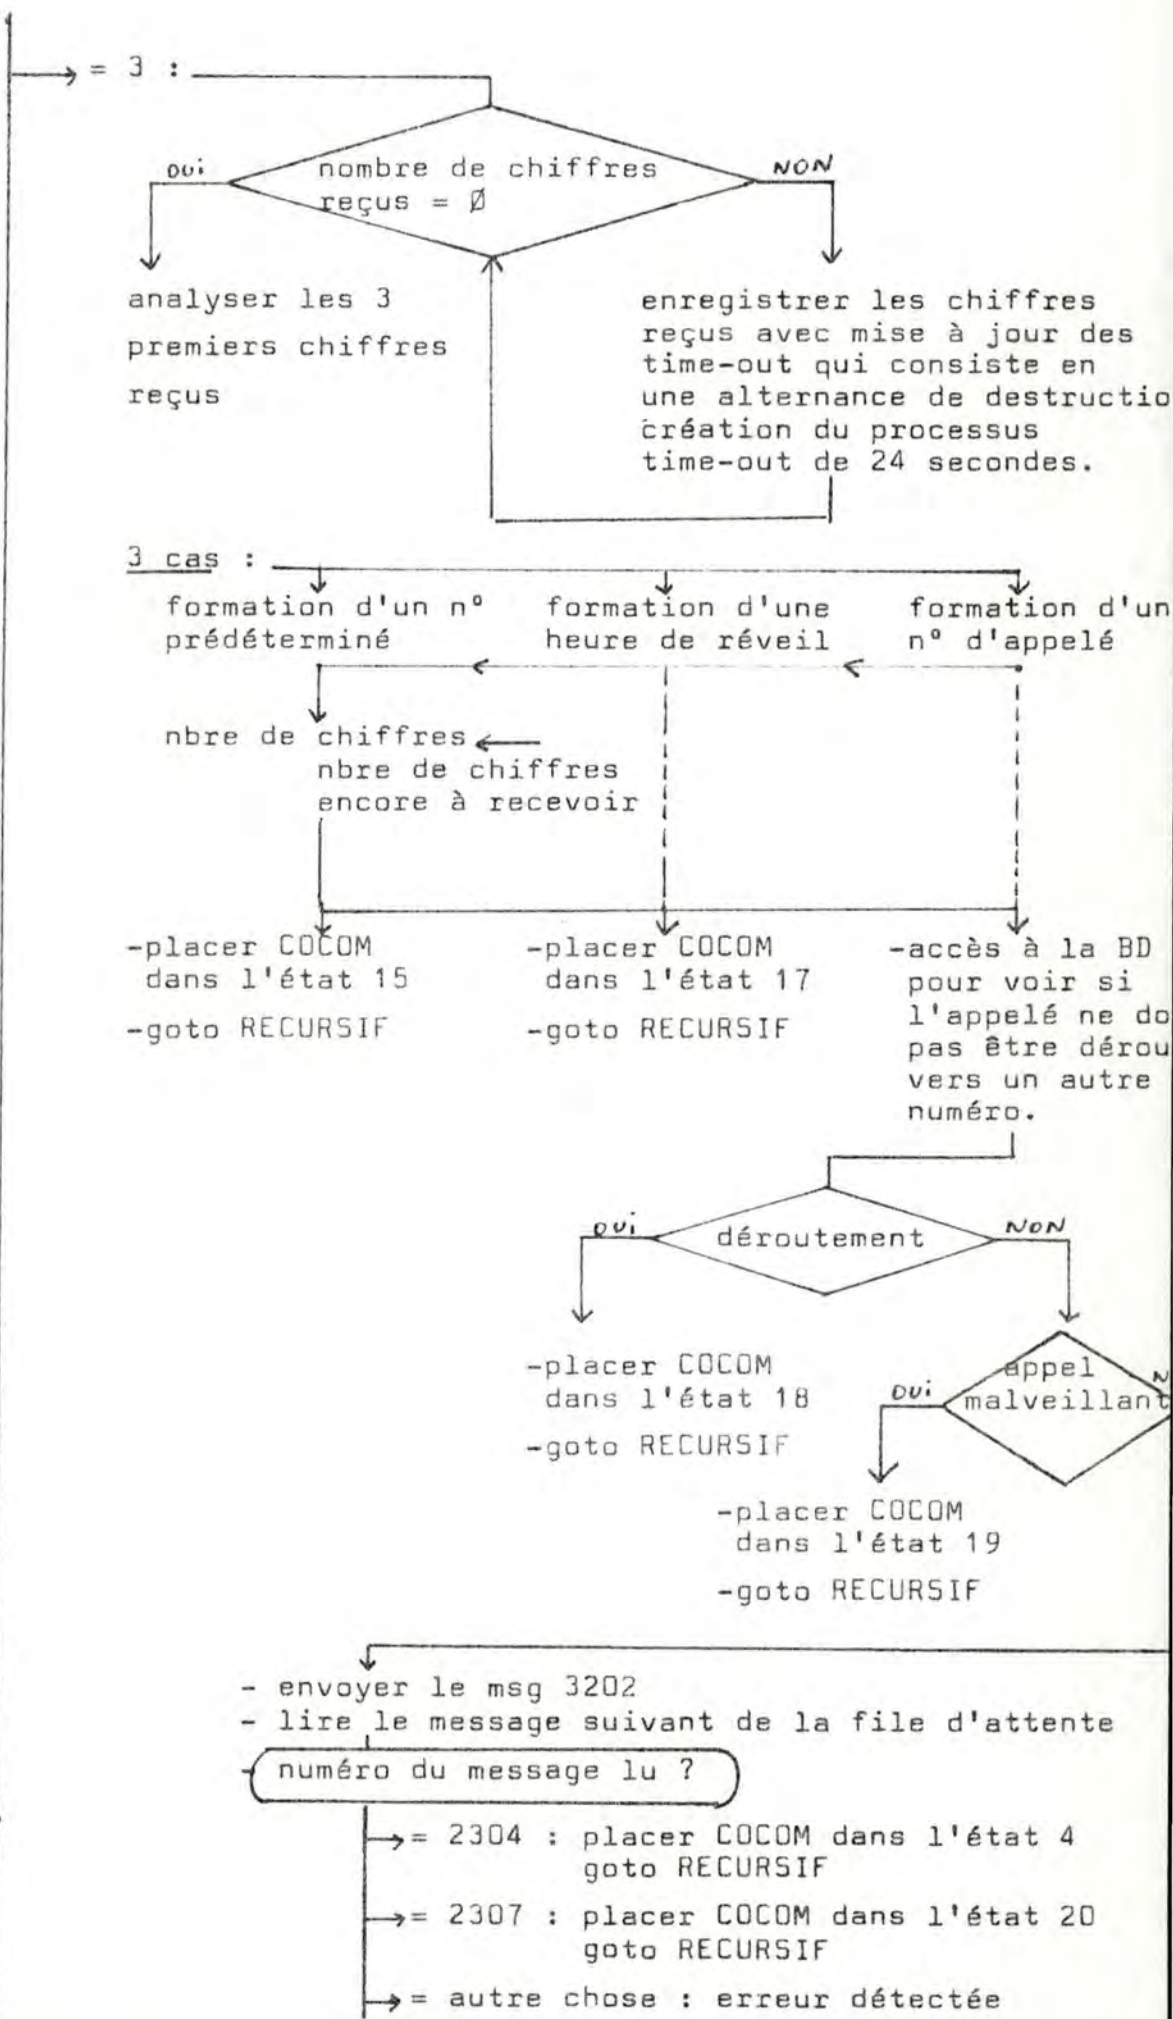 = 3 :
nombre de chiffres
reçus = Ø
OUi
NON
analyser les 3
premiers chiffres
reçus
enregistrer les chiffres
reçus avec mise à jour des
time-out qui consiste en
une alternance de destructio
création du processus
time-out de 24 secondes.
3 cas :
formation d'un nº
prédéterminé
formation d'une
heure de réveil
formation d'un
nº d'appelé
nbre de chiffres
nbre de chiffres
encore à recevoir
-placer COCOM
dans l'état 15
-goto RECURSIF
-placer COCOM
dans l'état 17
-goto RECURSIF
-accès à la BD
pour voir si
l'appelé ne do
pas être dérou
vers un autre
numéro.
OUi
déroutement
NON
-placer COCOM
dans l'état 18
-goto RECURSIF
OUi
appel
malveillant
N
-placer COCOM
dans l'état 19
-goto RECURSIF
- envoyer le msg 3202
- lire le message suivant de la file d'attente
- numéro du message lu ?
= 2304 : placer COCOM dans l'état 4
goto RECURSIF
= 2307 : placer COCOM dans l'état 20
goto RECURSIF
= autre chose : erreur détectée